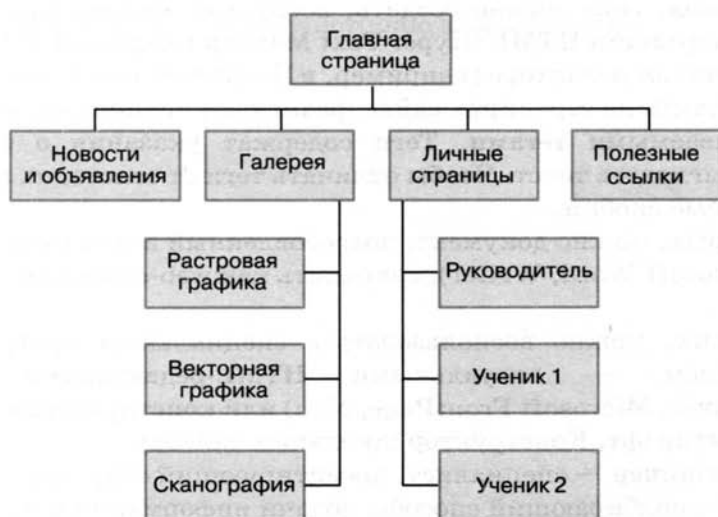 Главная
страница
Новости
и объявления
Галерея
Личные
страницы
Полезные
ссылки
Растровая
графика
Руководитель
Векторная
графика
Ученик 1
Сканография
Ученик 2